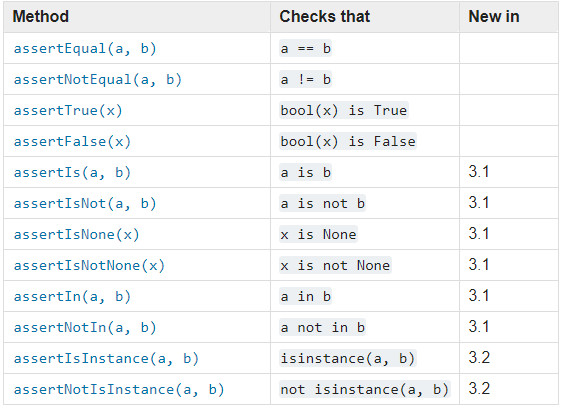 Method Checks that New in
assertEqual(a, b) a == b
assertNotEqual(a, b) a != b
assertTrue(x) bool(x) is True
assertFalse(x) bool(x) is False
assertIs(a, b) a is b 3.1
assertIsNot(a, b) a is not b 3.1
assertIsNone(x) x is None 3.1
assertIsNotNone(x) x is not None 3.1
assertIn(a, b) a in b 3.1
assertNotIn(a, b) a not in b 3.1
assertIsInstance(a, b) isinstance(a, b) 3.2
assertNotIsInstance(a, b) not isinstance(a, b) 3.2